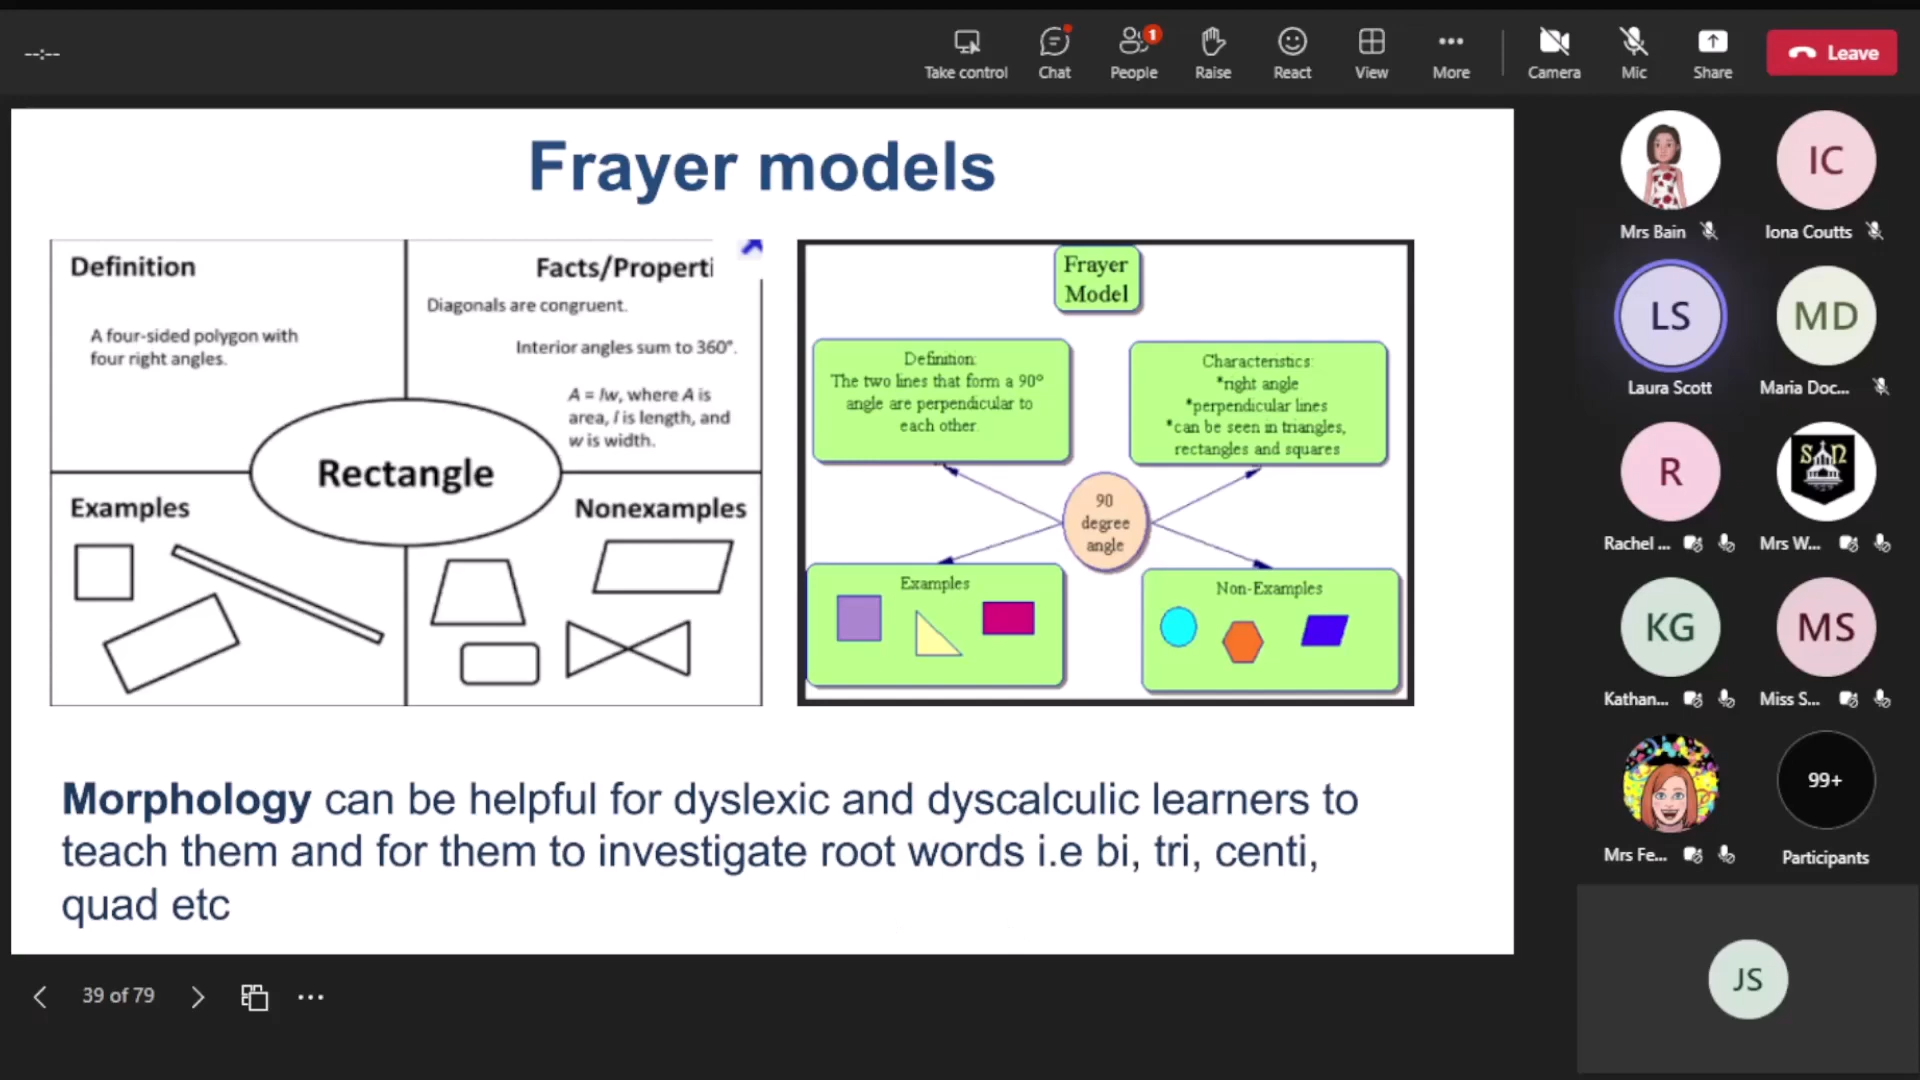 --:--
Take control
Chat
1
People
Raise
React
View
More
Camera
Mic
Share
Leave
Frayer models
Definition
A four-sided polygon with
four right angles.
Facts/Properti
Diagonals are congruent.
Interior angles sum to 360°.
A = lw, where A is
area, l is length, and
w is width.
Rectangle
Examples
Nonexamples
Frayer
Model
Definition:
The two lines that form a 90°
angle are perpendicular to
each other.
Characteristics:
*right angle
*perpendicular lines
*can be seen in triangles,
rectangles and squares
90
degree
angle
Examples
Non-Examples
Morphology can be helpful for dyslexic and dyscalculic learners to
teach them and for them to investigate root words i.e bi, tri, centi,
quad etc
39 of 79
Mrs Bain
IC
Iona Coutts
LS
Laura Scott
MD
Maria Doc...
R
Rachel ...
SN
Mrs W...
KG
Kathan...
MS
Miss S...
Mrs Fe...
99+
Participants
JS